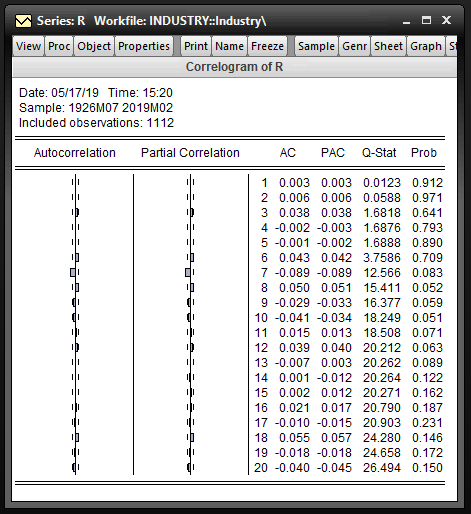 Series: R Workfile: INDUSTRY::Industry\
View Proc Object Properties Print Name Freeze Sample Genr Sheet Graph St
Correlogram of R
Date: 05/17/19 Time: 15:20
Sample: 1926M07 2019M02
Included observations: 1112
Autocorrelation Partial Correlation AC PAC Q-Stat Prob
1 0.003 0.003 0.0123 0.912
2 0.006 0.006 0.0588 0.971
3 0.038 0.038 1.6818 0.641
4 -0.002 -0.003 1.6876 0.793
5 -0.001 -0.002 1.6888 0.890
6 0.043 0.042 3.7586 0.709
7 -0.089 -0.089 12.566 0.083
8 0.050 0.051 15.411 0.052
9 -0.029 -0.033 16.377 0.059
10 -0.041 -0.034 18.249 0.051
11 0.015 0.013 18.508 0.071
12 0.039 0.040 20.212 0.063
13 -0.007 0.003 20.262 0.089
14 0.001 -0.012 20.264 0.122
15 0.002 0.012 20.271 0.162
16 0.021 0.017 20.790 0.187
17 -0.010 -0.015 20.903 0.231
18 0.055 0.057 24.280 0.146
19 -0.018 -0.018 24.658 0.172
20 -0.040 -0.045 26.494 0.150